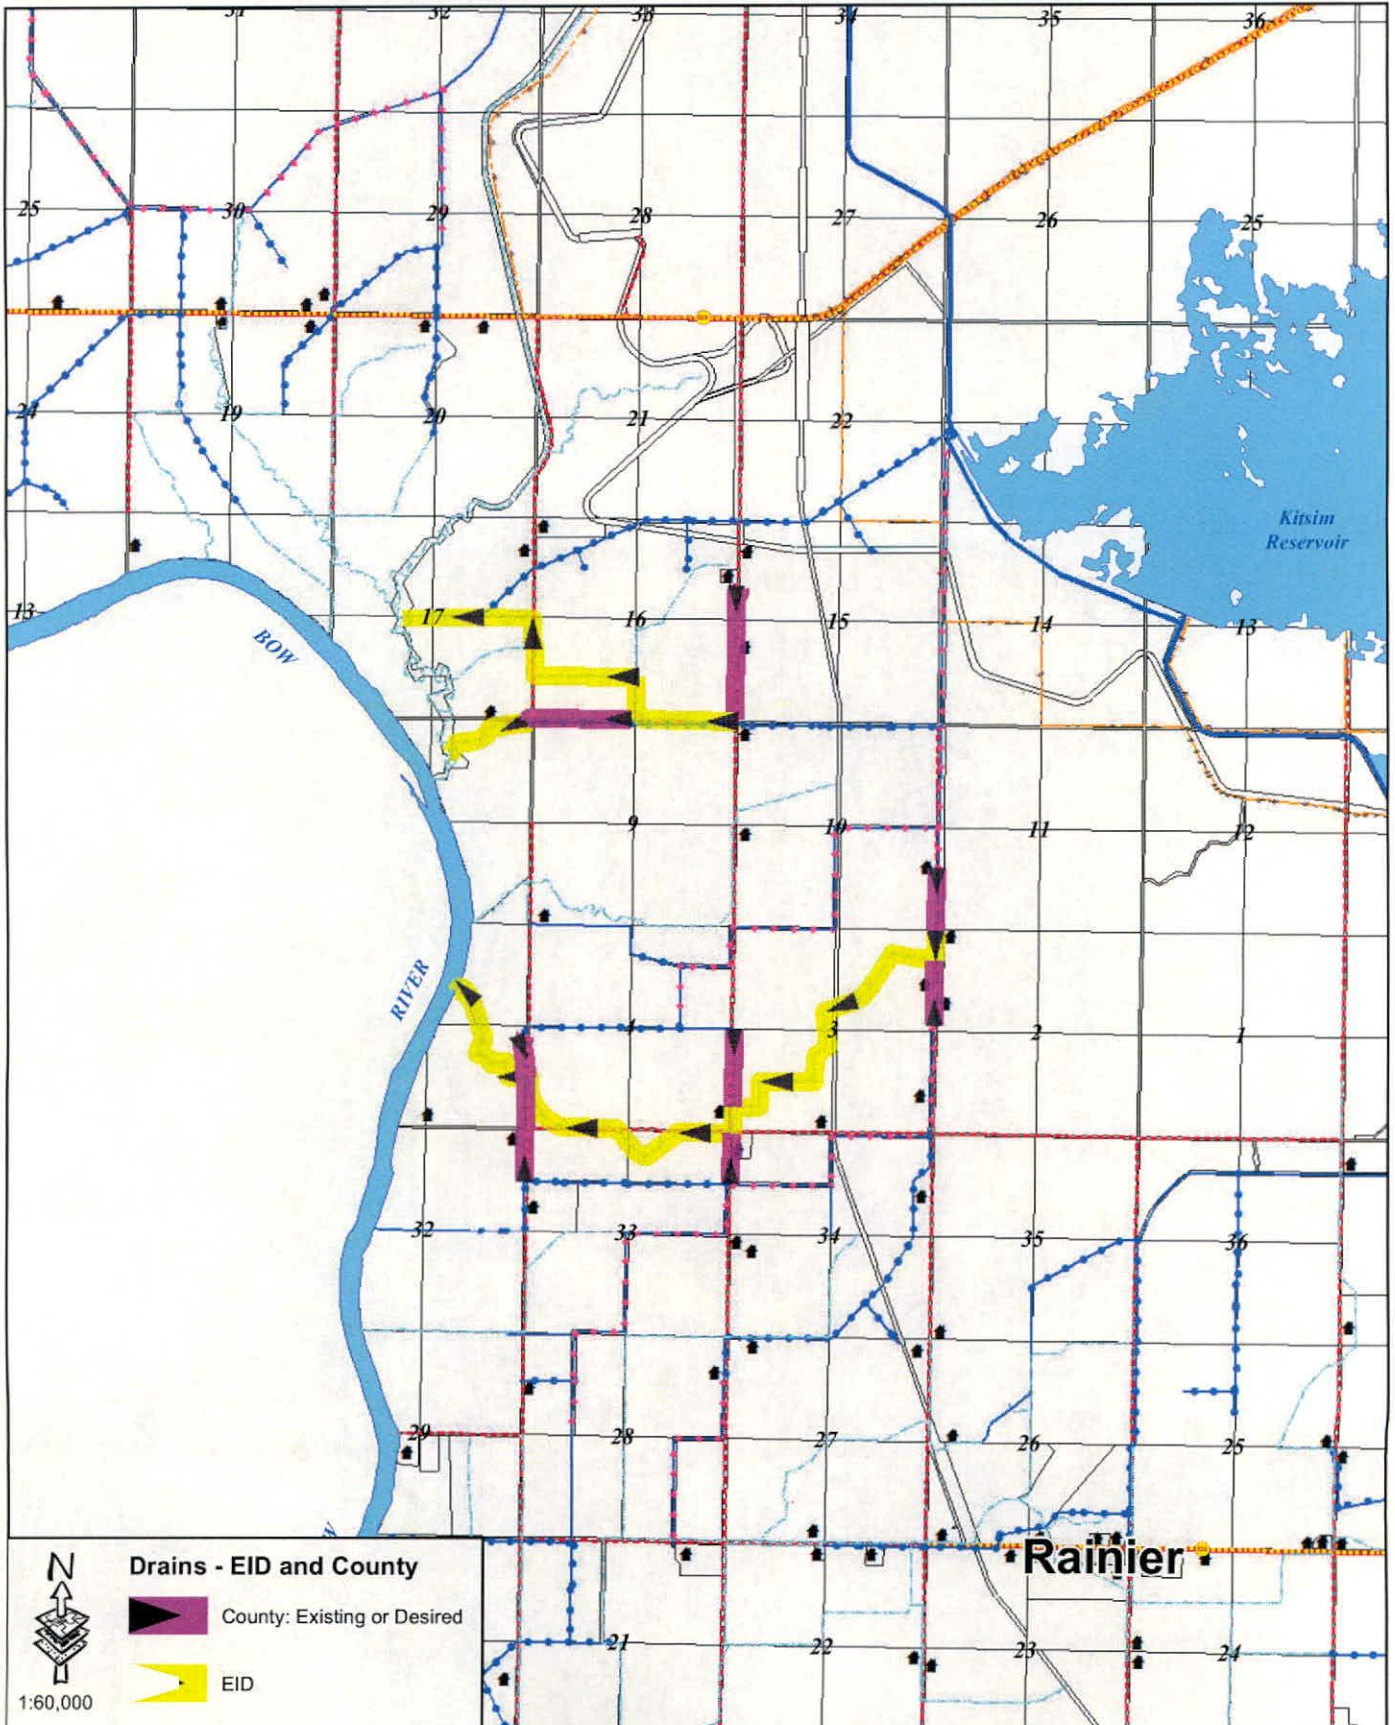 31 32 33 34 35 36
25 30 29 28 27 26 25
24 19 20 21 22
Kitsim
Reservoir
13 17 16 15 14 13
BOW
9 10 11 12
RIVER
4 3 2 1
32 33 34 35 36
29 28 27 26 25
Rainier
21 22 23 24
N
Drains - EID and County
County: Existing or Desired
EID
1:60,000